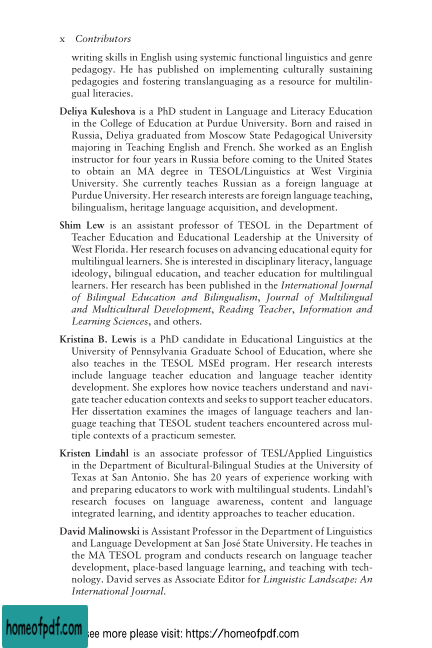 x Contributors
writing skills in English using systemic functional linguistics and genre
pedagogy. He has published on implementing culturally sustaining
pedagogies and fostering translanguaging as a resource for multilin-
gual literacies.
Deliya Kuleshova is a PhD student in Language and Literacy Education
in the College of Education at Purdue University. Born and raised in
Russia, Deliya graduated from Moscow State Pedagogical University
majoring in Teaching English and French. She worked as an English
instructor for four years in Russia before coming to the United States
to obtain an MA degree in TESOL/Linguistics at West Virginia
University. She currently teaches Russian as a foreign language at
Purdue University. Her research interests are foreign language teaching,
bilingualism, heritage language acquisition, and development.
Shim Lew is an assistant professor of TESOL in the Department of
Teacher Education and Educational Leadership at the University of
West Florida. Her research focuses on advancing educational equity for
multilingual learners. She is interested in disciplinary literacy, language
ideology, bilingual education, and teacher education for multilingual
learners. Her research has been published in the International Journal
of Bilingual Education and Bilingualism, Journal of Multilingual
and Multicultural Development, Reading Teacher, Information and
Learning Sciences, and others.
Kristina B. Lewis is a PhD candidate in Educational Linguistics at the
University of Pennsylvania Graduate School of Education, where she
also teaches in the TESOL MSEd program. Her research interests
include language teacher education and language teacher identity
development. She explores how novice teachers understand and navi-
gate teacher education contexts and seeks to support teacher educators.
Her dissertation examines the images of language teachers and lan-
guage teaching that TESOL student teachers encountered across mul-
tiple contexts of a practicum semester.
Kristen Lindahl is an associate professor of TESL/Applied Linguistics
in the Department of Bicultural-Bilingual Studies at the University of
Texas at San Antonio. She has 20 years of experience working with
and preparing educators to work with multilingual students. Lindahl's
research focuses on language awareness, content and language
integrated learning, and identity approaches to teacher education.
David Malinowski is Assistant Professor in the Department of Linguistics
and Language Development at San José State University. He teaches in
the MA TESOL program and conducts research on language teacher
development, place-based language learning, and teaching with tech-
nology. David serves as Associate Editor for Linguistic Landscape: An
International Journal.
homeofpdf.com
see more please visit: https://homeofpdf.com